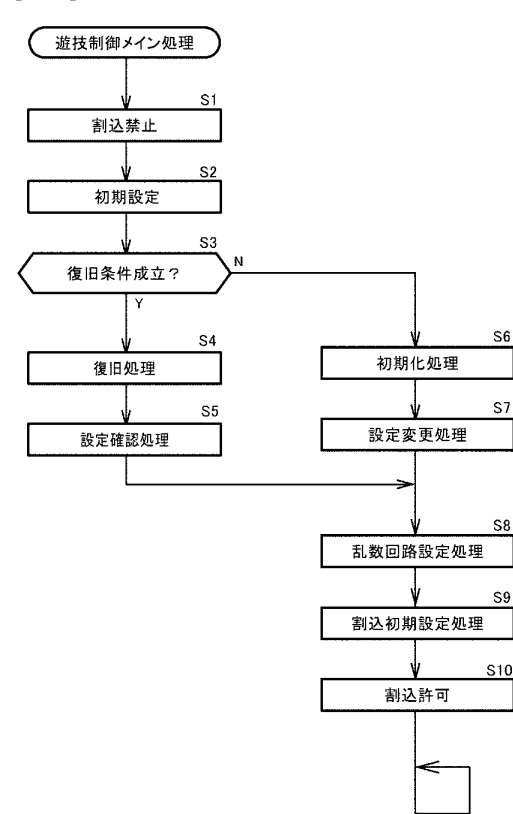 遊技制御メイン処理
S1
割込禁止
S2
初期設定
S3
復旧条件成立？
N
Y
S4
復旧処理
S5
設定確認処理
S6
初期化処理
S7
設定変更処理
S8
乱数回路設定処理
S9
割込初期設定処理
S10
割込許可